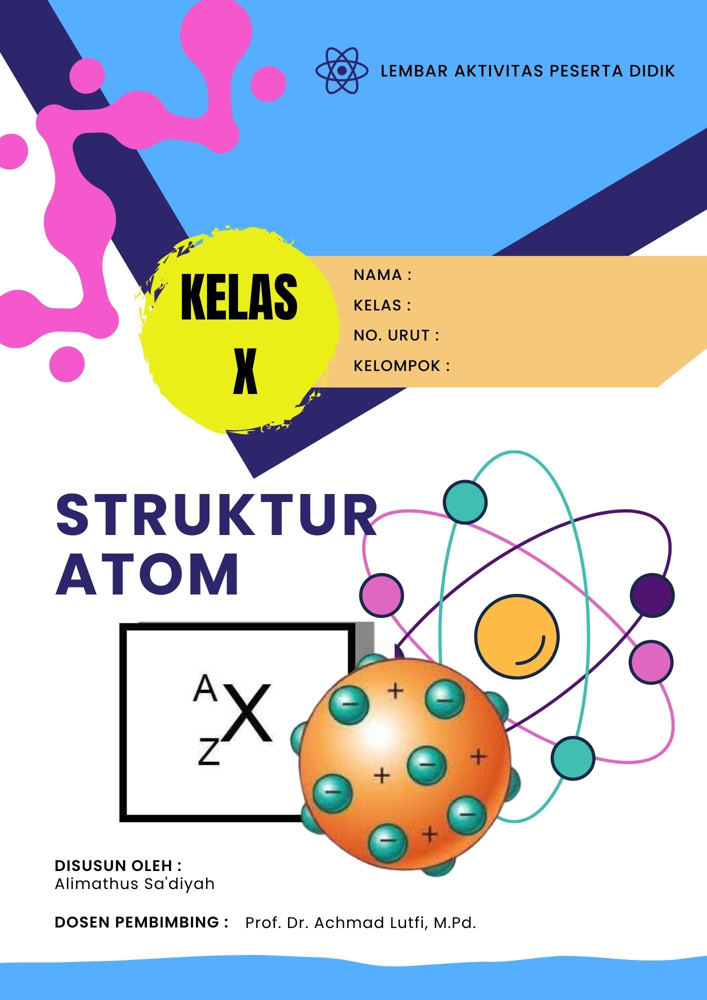 LEMBAR AKTIVITAS PESERTA DIDIK
KELAS
X
NAMA :
KELAS :
NO. URUT :
KELOMPOK :
STRUKTUR
ATOM
A
X
Z
+
+
+
+
−
−
−
−
−
−
DISUSUN OLEH :
Alimathus Sa'diyah
DOSEN PEMBIMBING : Prof. Dr. Achmad Lutfi, M.Pd.